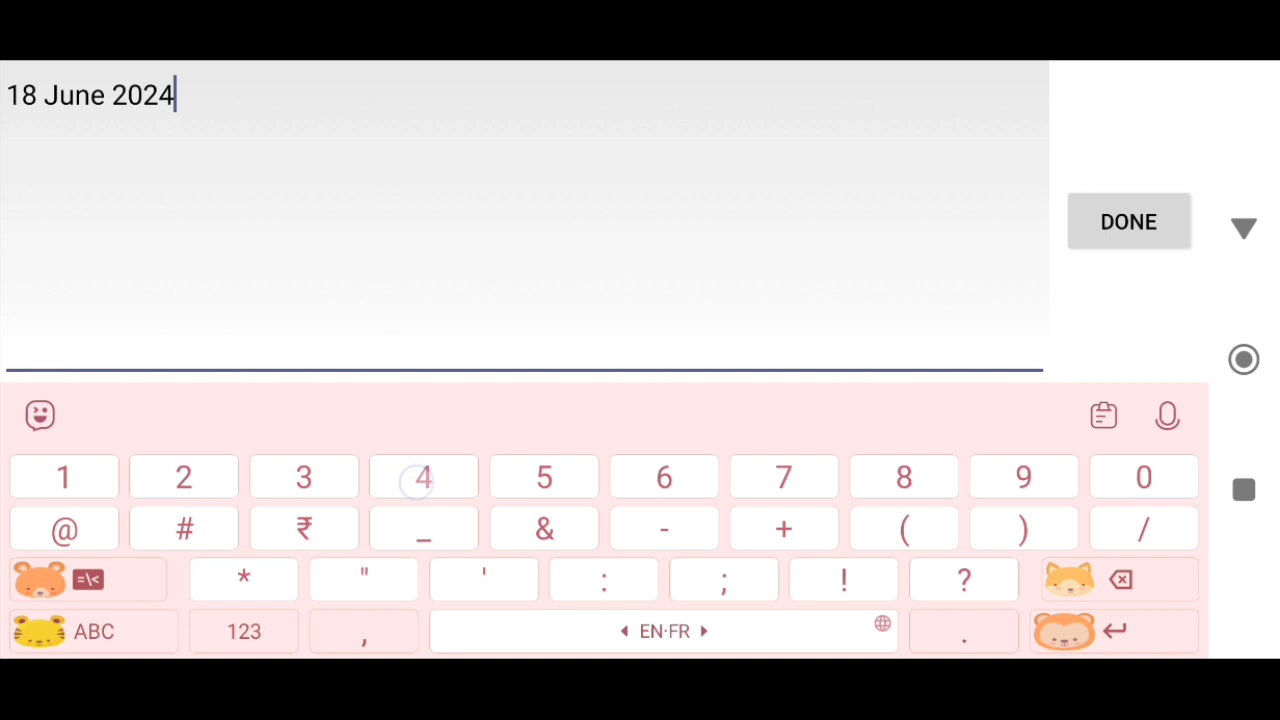 18 June 2024
DONE
1 2 3 4 5 6 7 8 9 0
@ # ₹ _ & - + ( ) /
=\< * " ' : ; ! ?
ABC 123 , EN·FR .